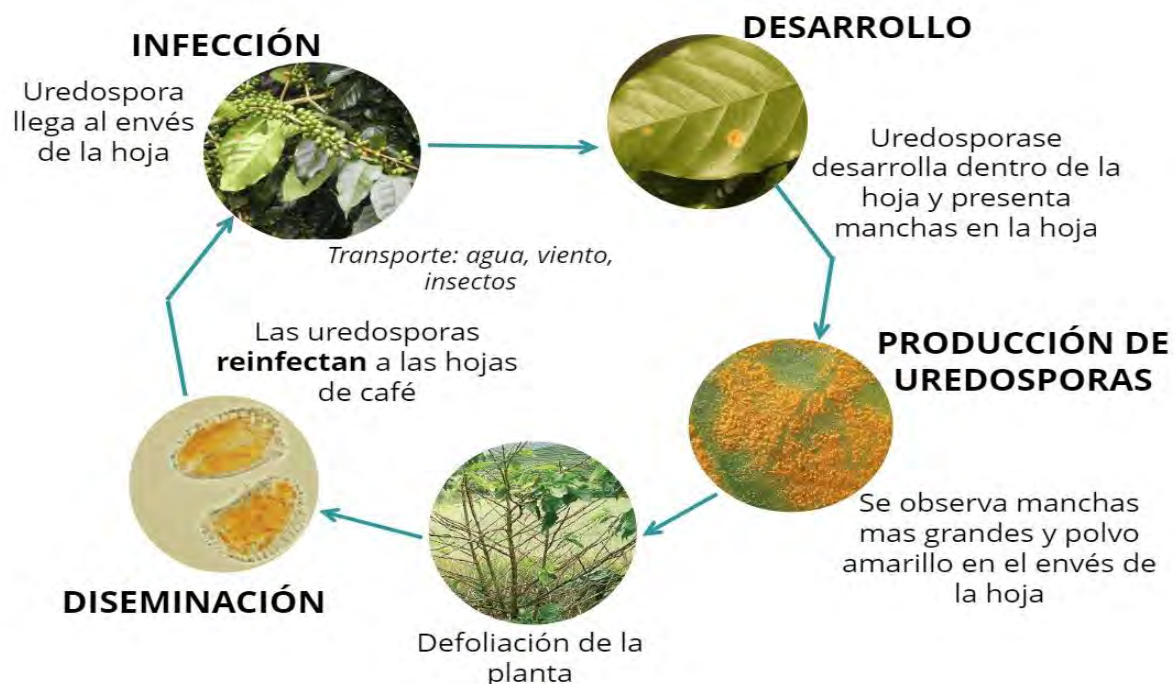 INFECCIÓN
Uredospora
llega al envés
de la hoja
DESARROLLO
Uredosporase
desarrolla dentro de la
hoja y presenta
manchas en la hoja
Transporte: agua, viento,
insectos
PRODUCCIÓN DE
UREDOSPORAS
Se observa manchas
mas grandes y polvo
amarillo en el envés de
la hoja
Defoliación de la
planta
DISEMINACIÓN
Las uredosporas
reinfectan a las hojas
de café